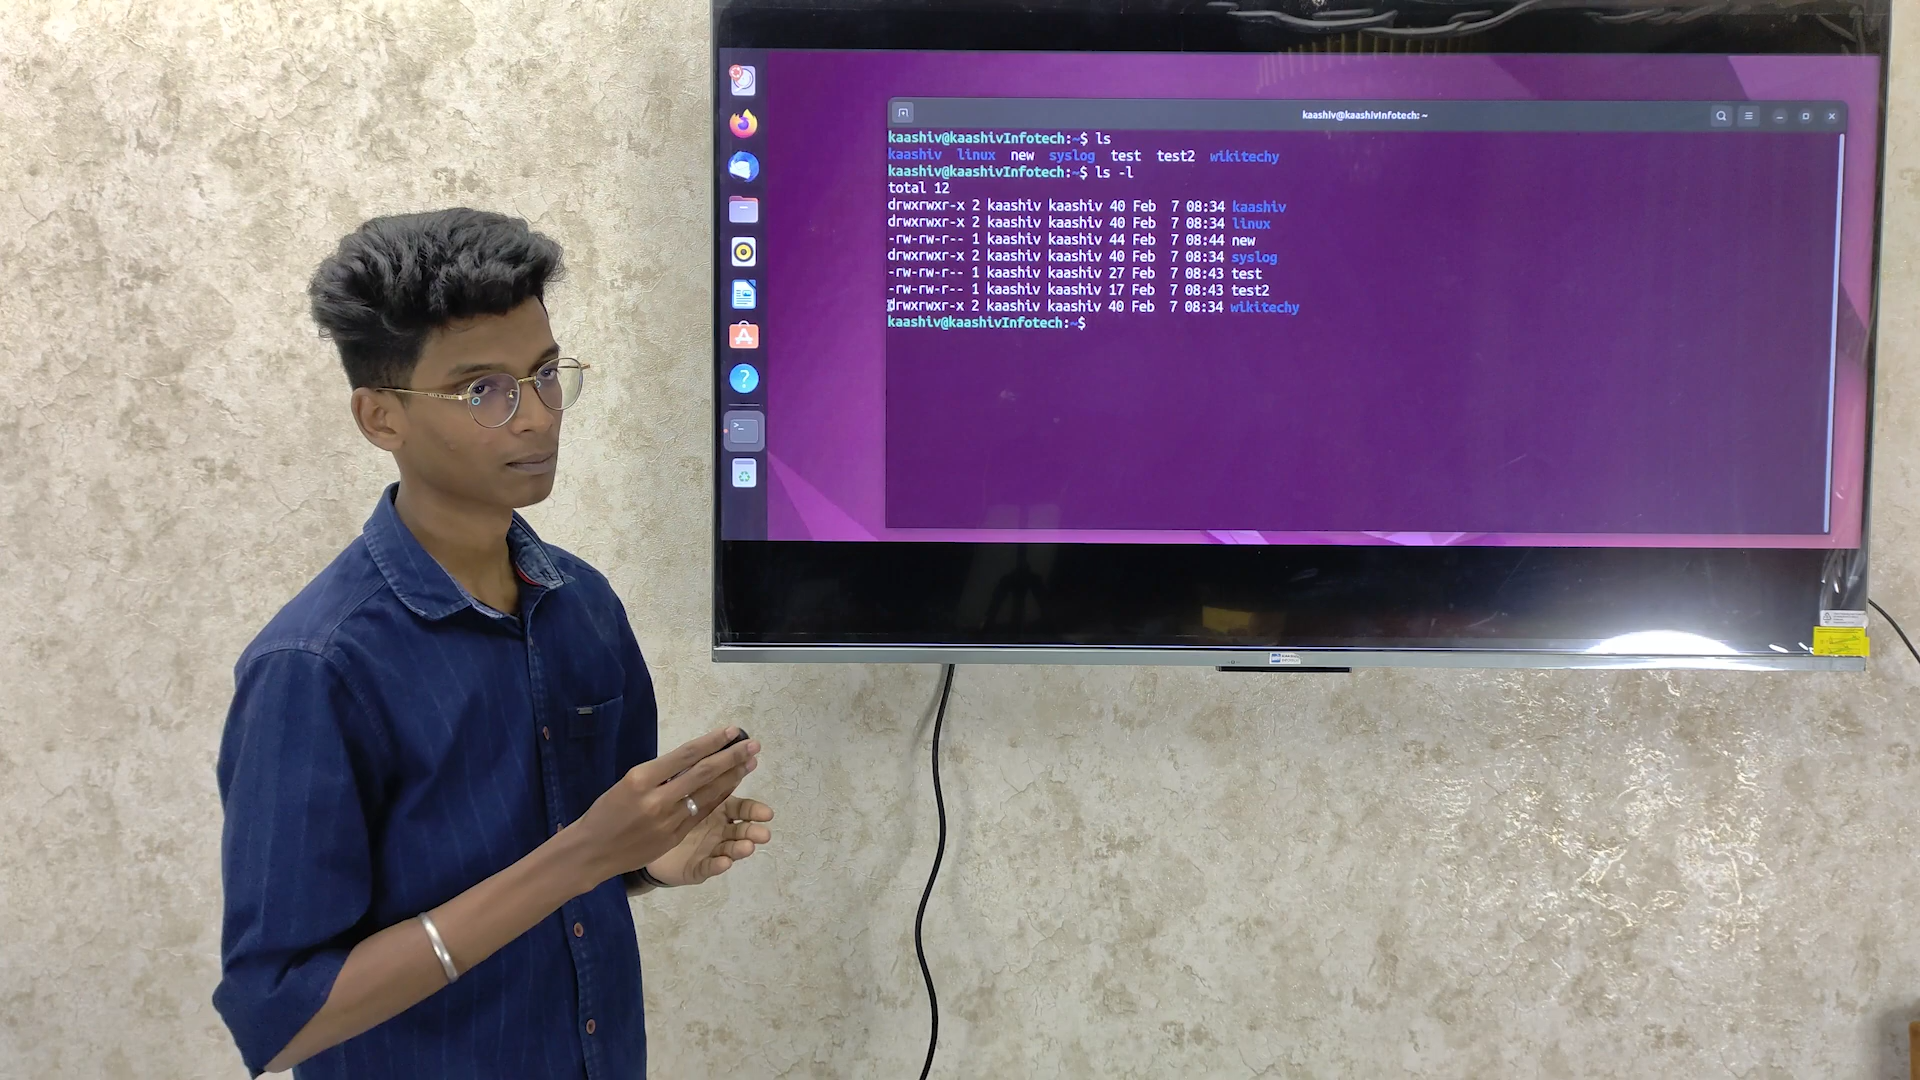 kaashiv@kaashivInfotech: ~
kaashiv@kaashivInfotech:~$ ls
kaashiv linux new syslog test test2 wikitechy
kaashiv@kaashivInfotech:~$ ls -l
total 12
drwxrwxr-x 2 kaashiv kaashiv 40 Feb 7 08:34 kaashiv
drwxrwxr-x 2 kaashiv kaashiv 40 Feb 7 08:34 linux
-rw-rw-r-- 1 kaashiv kaashiv 44 Feb 7 08:44 new
drwxrwxr-x 2 kaashiv kaashiv 40 Feb 7 08:34 syslog
-rw-rw-r-- 1 kaashiv kaashiv 27 Feb 7 08:43 test
-rw-rw-r-- 1 kaashiv kaashiv 17 Feb 7 08:43 test2
drwxrwxr-x 2 kaashiv kaashiv 40 Feb 7 08:34 wikitechy
kaashiv@kaashivInfotech:~$